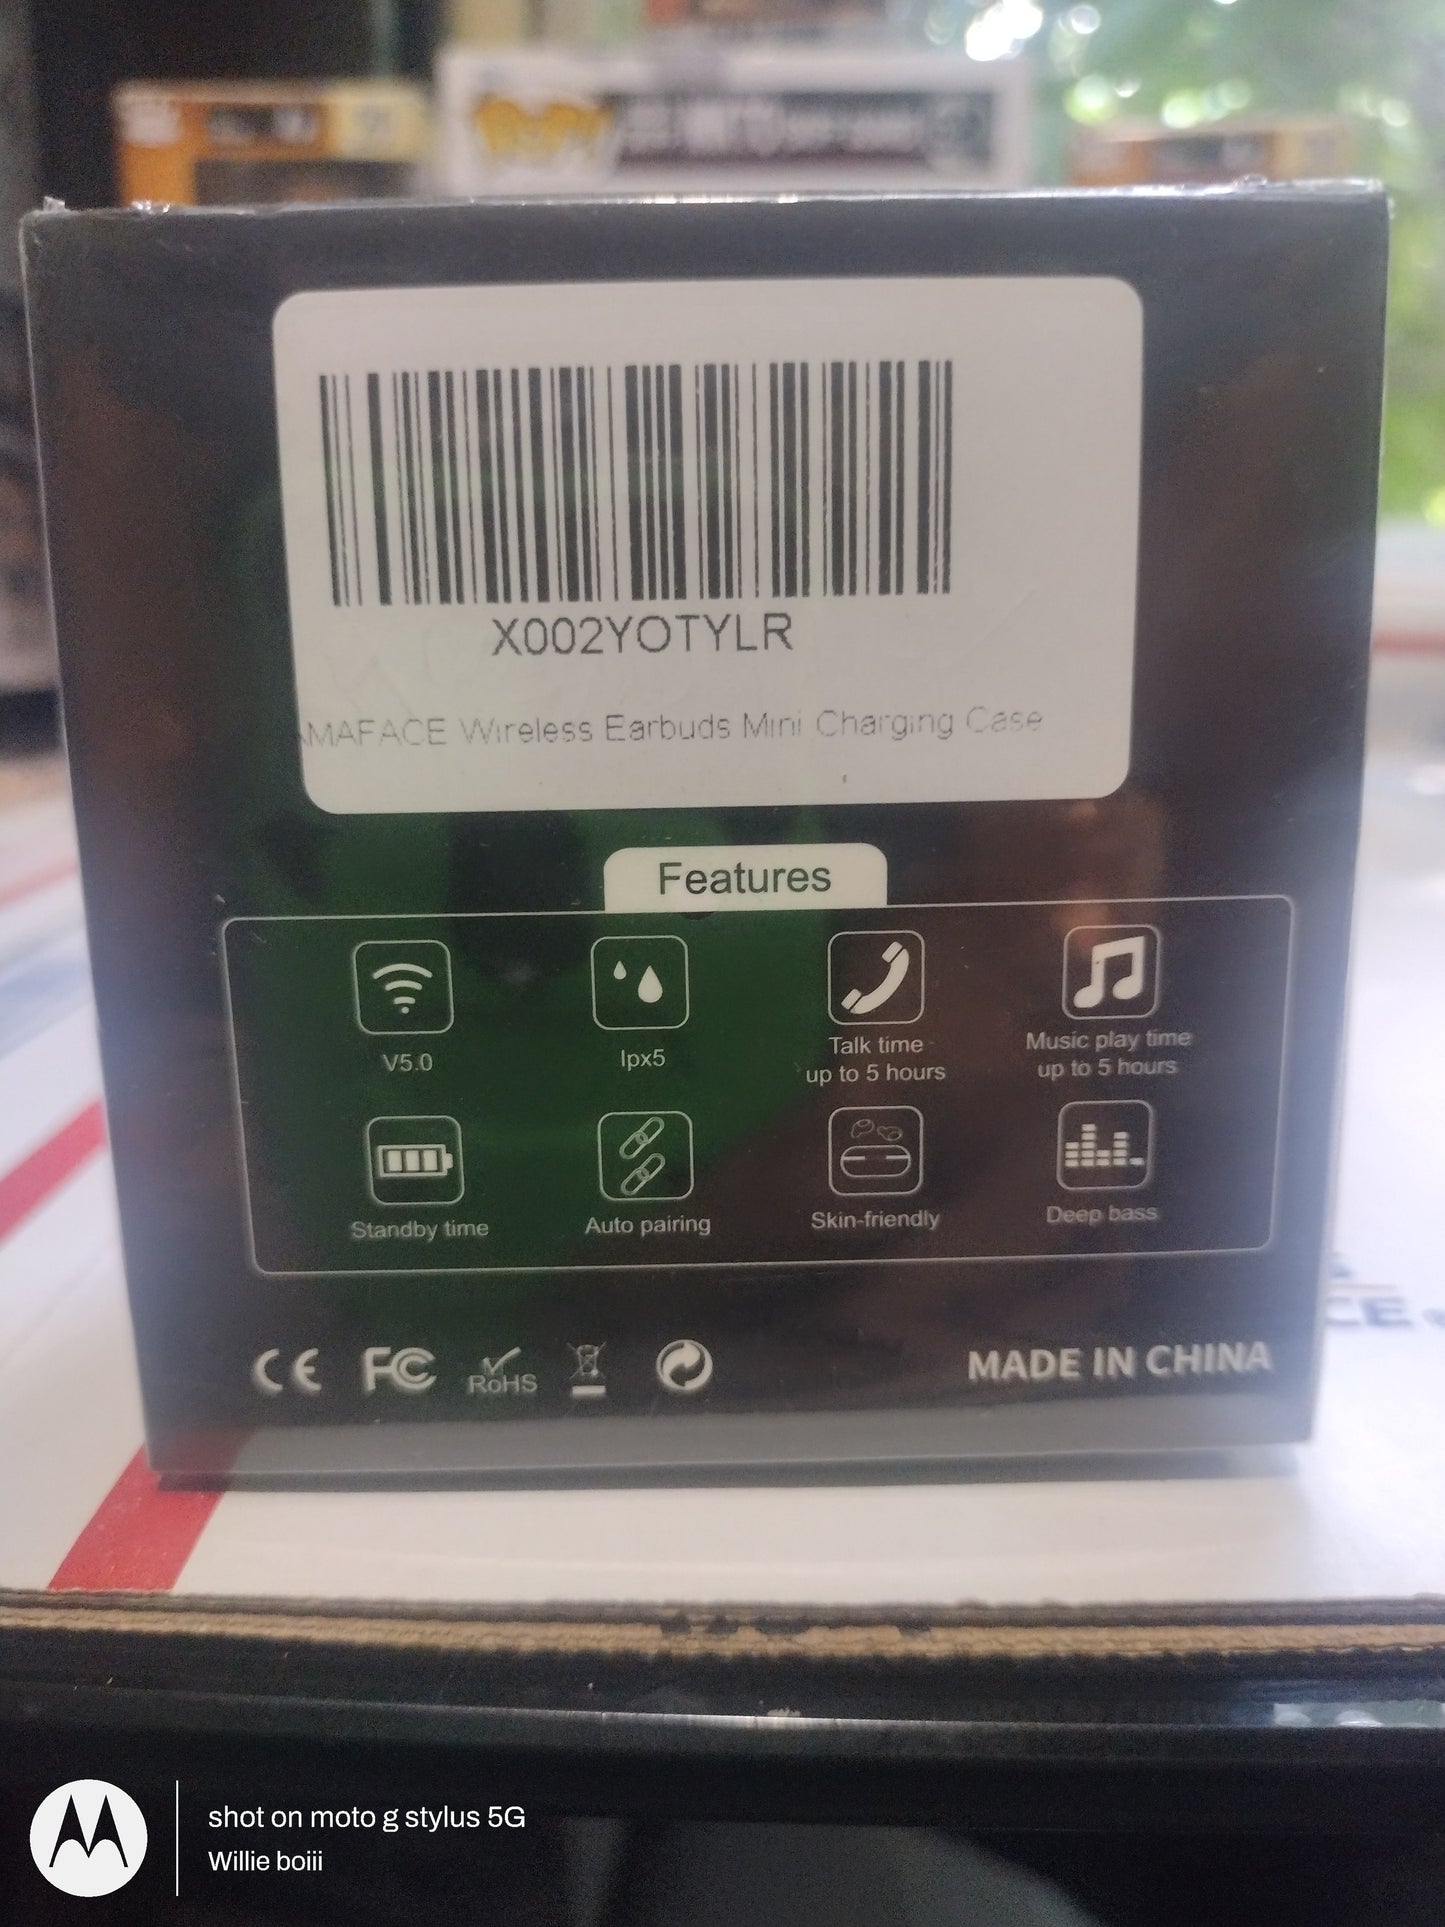 X002YOTYLR
MAFACE Wireless Earbuds Mini Charging Case
Features
V5.0
Ipx5
Talk time
up to 5 hours
Music play time
up to 5 hours
Standby time
Auto pairing
Skin-friendly
Deep bass
CE FC RoHS
MADE IN CHINA
shot on moto g stylus 5G
Willie boiii